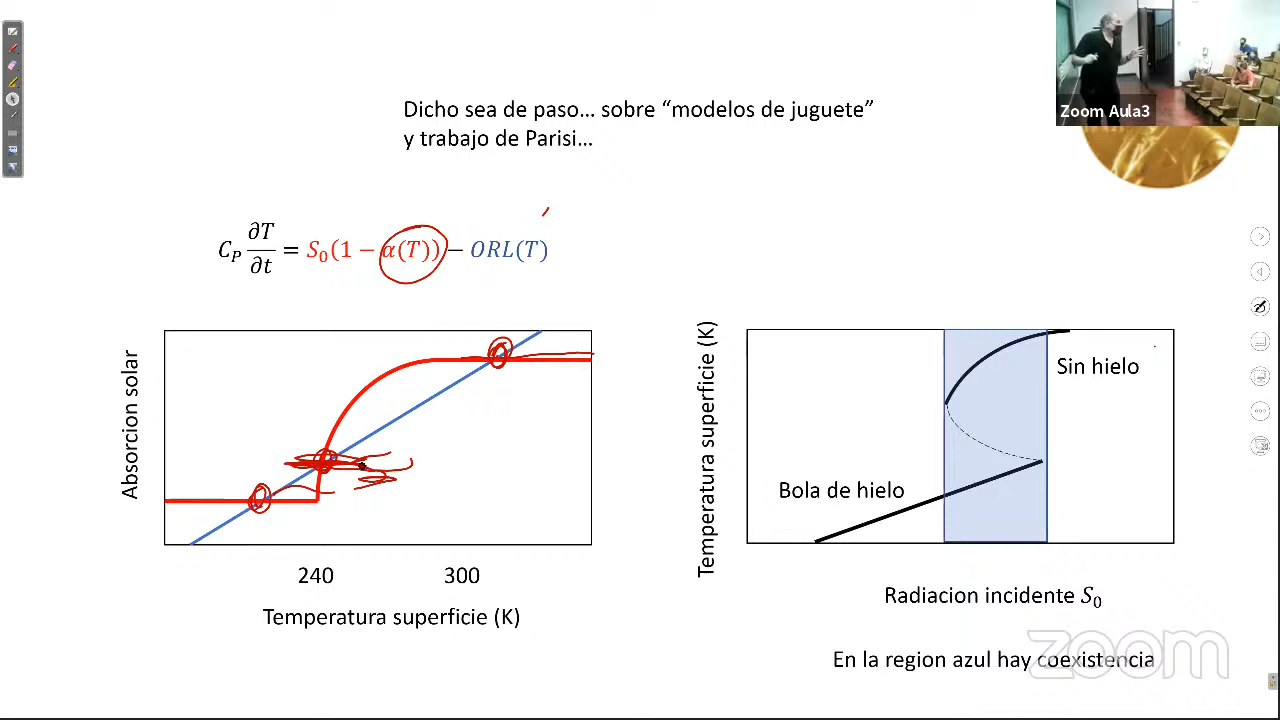 Zoom Aula3
Dicho sea de paso... sobre “modelos de juguete”
y trabajo de Parisi...
C_P ∂T/∂t = S_0(1 − α(T)) − ORL(T)
Absorcion solar
240 300
Temperatura superficie (K)
Temperatura superficie (K)
Sin hielo
Bola de hielo
Radiacion incidente S_0
En la region azul hay coexistencia
zoom